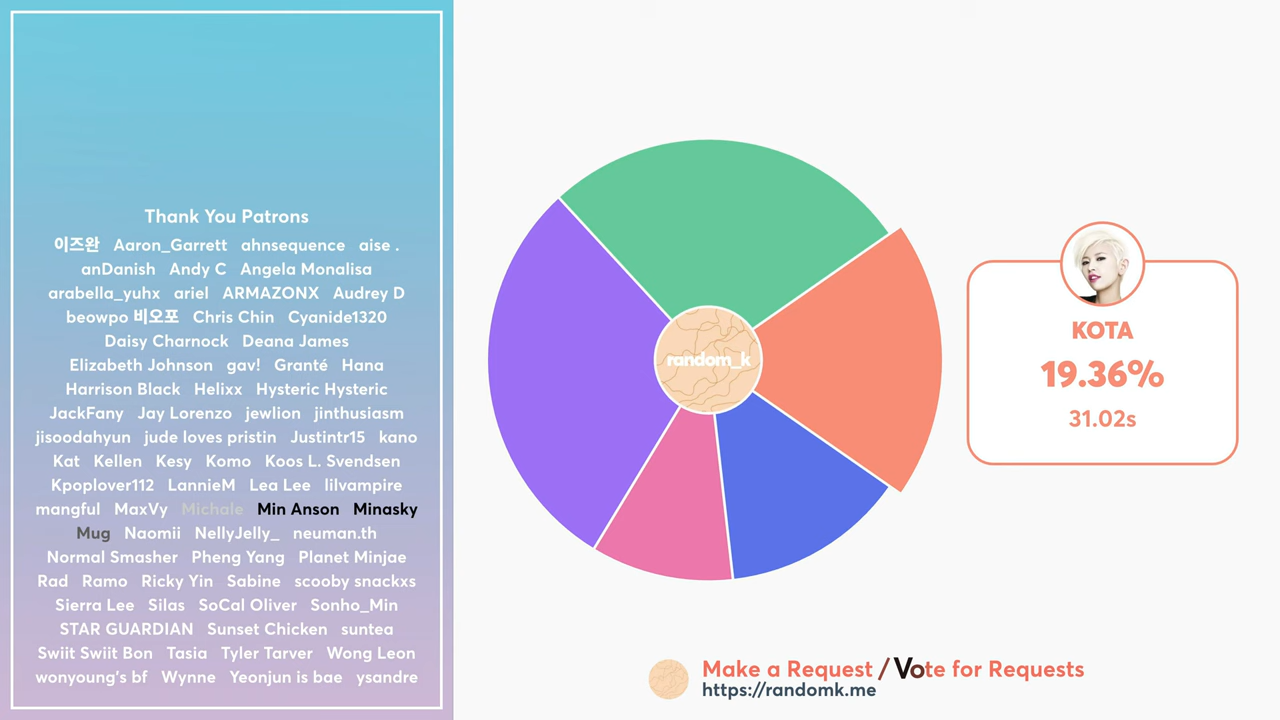 Thank You Patrons
이즈완 Aaron_Garrett ahnsequence aise .
anDanish Andy C Angela Monalisa
arabella_yuhx ariel ARMAZONX Audrey D
beowpo 비오포 Chris Chin Cyanide1320
Daisy Charnock Deana James
Elizabeth Johnson gav! Granté Hana
Harrison Black Helixx Hysteric Hysteric
JackFany Jay Lorenzo jewlion jinthusiasm
jisoodahyun jude loves pristin Justintr15 kano
Kat Kellen Kesy Komo Koos L. Svendsen
Kpoplover112 LannieM Lea Lee lilvampire
mangful MaxVy Michale Min Anson Minasky
Mug Naomii NellyJelly_ neuman.th
Normal Smasher Pheng Yang Planet Minjae
Rad Ramo Ricky Yin Sabine scooby snackxs
Sierra Lee Silas SoCal Oliver Sonho_Min
STAR GUARDIAN Sunset Chicken suntea
Swiit Swiit Bon Tasia Tyler Tarver Wong Leon
wonyoung's bf Wynne Yeonjun is bae ysandre
random_k
KOTA
19.36%
31.02s
Make a Request / Vote for Requests
https://randomk.me